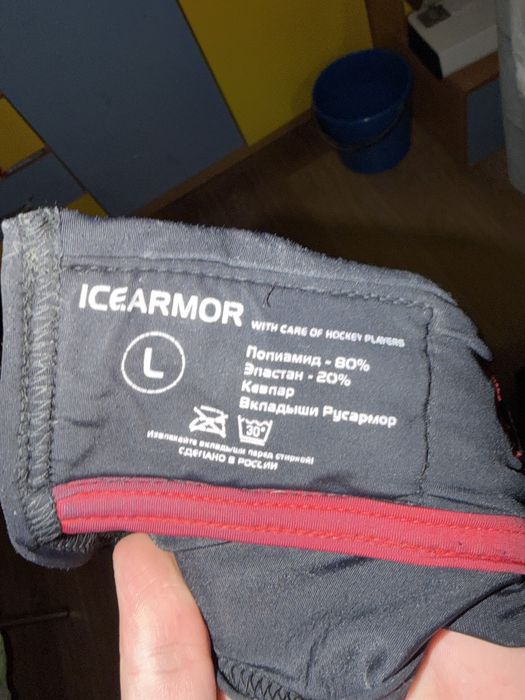 ICEARMOR
WITH CARE OF HOCKEY PLAYERS
L
Полиамид - 80%
Эластан - 20%
Кевлар
Вкладыши Русармор
30°
Извлекайте вкладыши перед стиркой!
СДЕЛАНО В РОССИИ